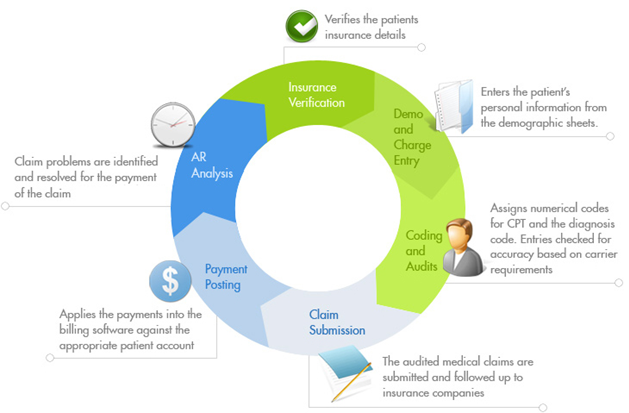 Verifies the patients
insurance details
Insurance
Verification
Enters the patient's
personal information from
the demographic sheets.
Demo
and
Charge
Entry
Assigns numerical codes
for CPT and the diagnosis
code. Entries checked for
accuracy based on carrier
requirements
Coding
and
Audits
Claim
Submission
The audited medical claims are
submitted and followed up to
insurance companies
Payment
Posting
$
Applies the payments into the
billing software against the
appropriate patient account
AR
Analysis
Claim problems are identified
and resolved for the payment
of the claim